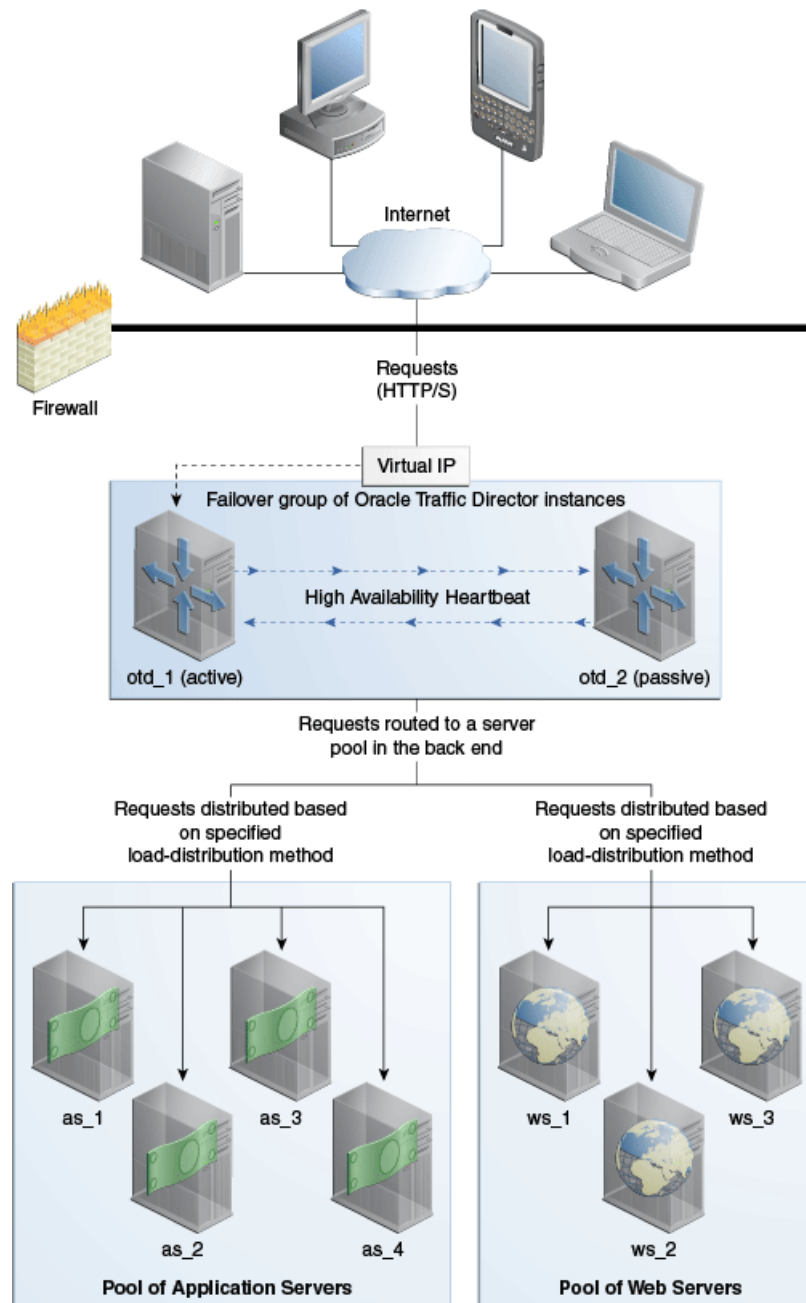 Internet
Firewall
Requests
(HTTP/S)
Virtual IP
Failover group of Oracle Traffic Director instances
High Availability Heartbeat
otd_1 (active)
otd_2 (passive)
Requests routed to a server
pool in the back end
Requests distributed based
on specified
load-distribution method
Requests distributed based
on specified
load-distribution method
as_1
as_3
as_2
as_4
Pool of Application Servers
ws_1
ws_3
ws_2
Pool of Web Servers